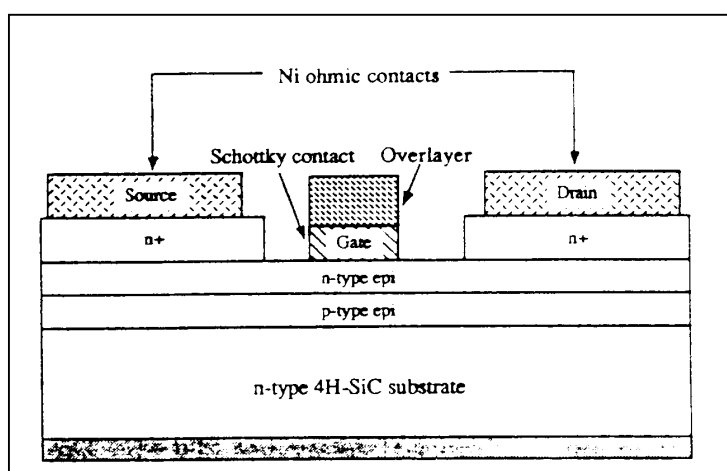 Ni ohmic contacts
Schottky contact
Overlayer
Source
Drain
n+
Gate
n+
n-type epi
p-type epi
n-type 4H-SiC substrate